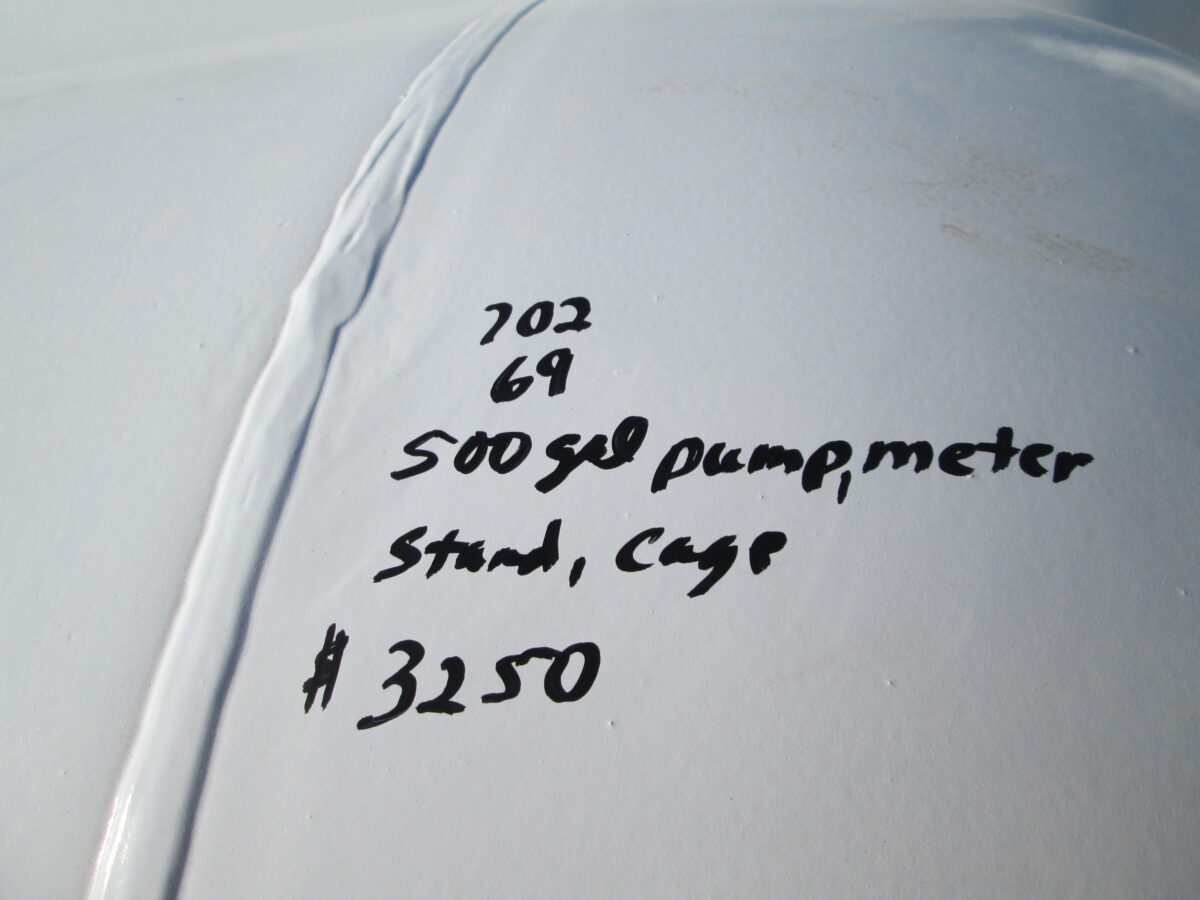 702
69
500 gal pump, meter
Stand, Cage
$ 3250